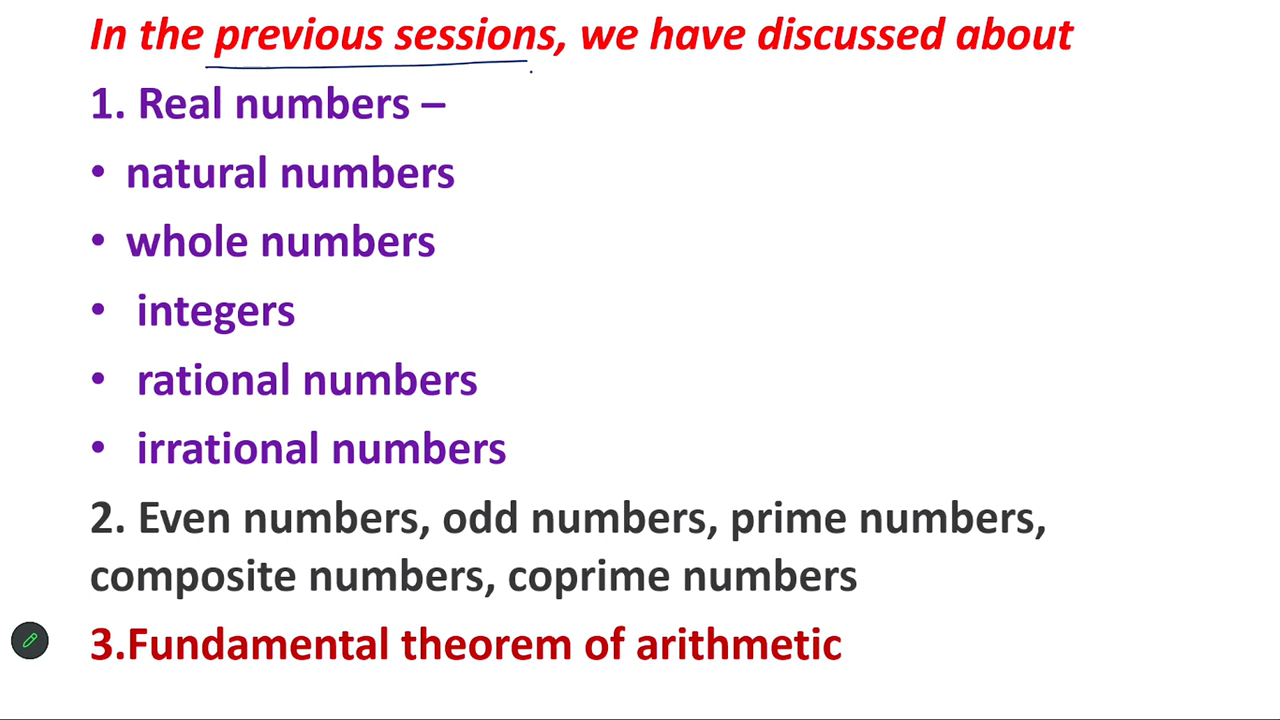 In the previous sessions, we have discussed about
1. Real numbers –
• natural numbers
• whole numbers
• integers
• rational numbers
• irrational numbers
2. Even numbers, odd numbers, prime numbers,
composite numbers, coprime numbers
3.Fundamental theorem of arithmetic